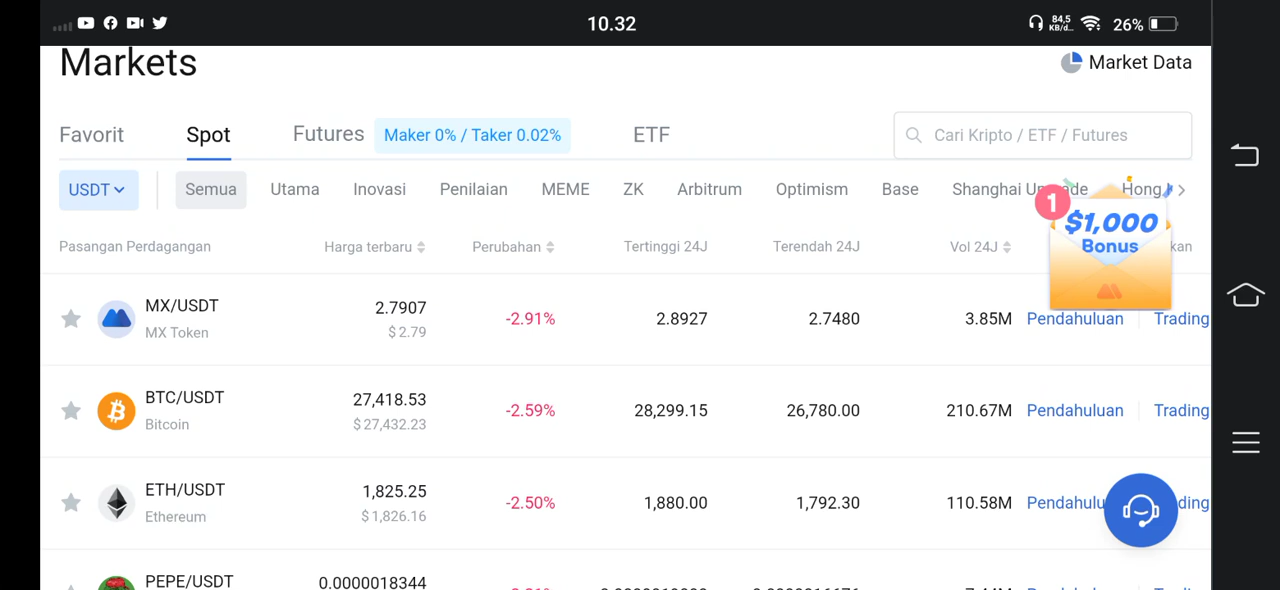 10.32 84,5 KB/d... 26%
Markets Market Data
Favorit Spot Futures Maker 0% / Taker 0.02% ETF Cari Kripto / ETF / Futures
USDT Semua Utama Inovasi Penilaian MEME ZK Arbitrum Optimism Base Shanghai
1 $1,000
Bonus
Pasangan Perdagangan Harga terbaru Perubahan Tertinggi 24J Terendah 24J Vol 24J
MX/USDT 2.7907 -2.91% 2.8927 2.7480 3.85M Pendahuluan Trading
MX Token $ 2.79
BTC/USDT 27,418.53 -2.59% 28,299.15 26,780.00 210.67M Pendahuluan Trading
Bitcoin $ 27,432.23
ETH/USDT 1,825.25 -2.50% 1,880.00 1,792.30 110.58M
Ethereum $ 1,826.16
PEPE/USDT 0.0000018344